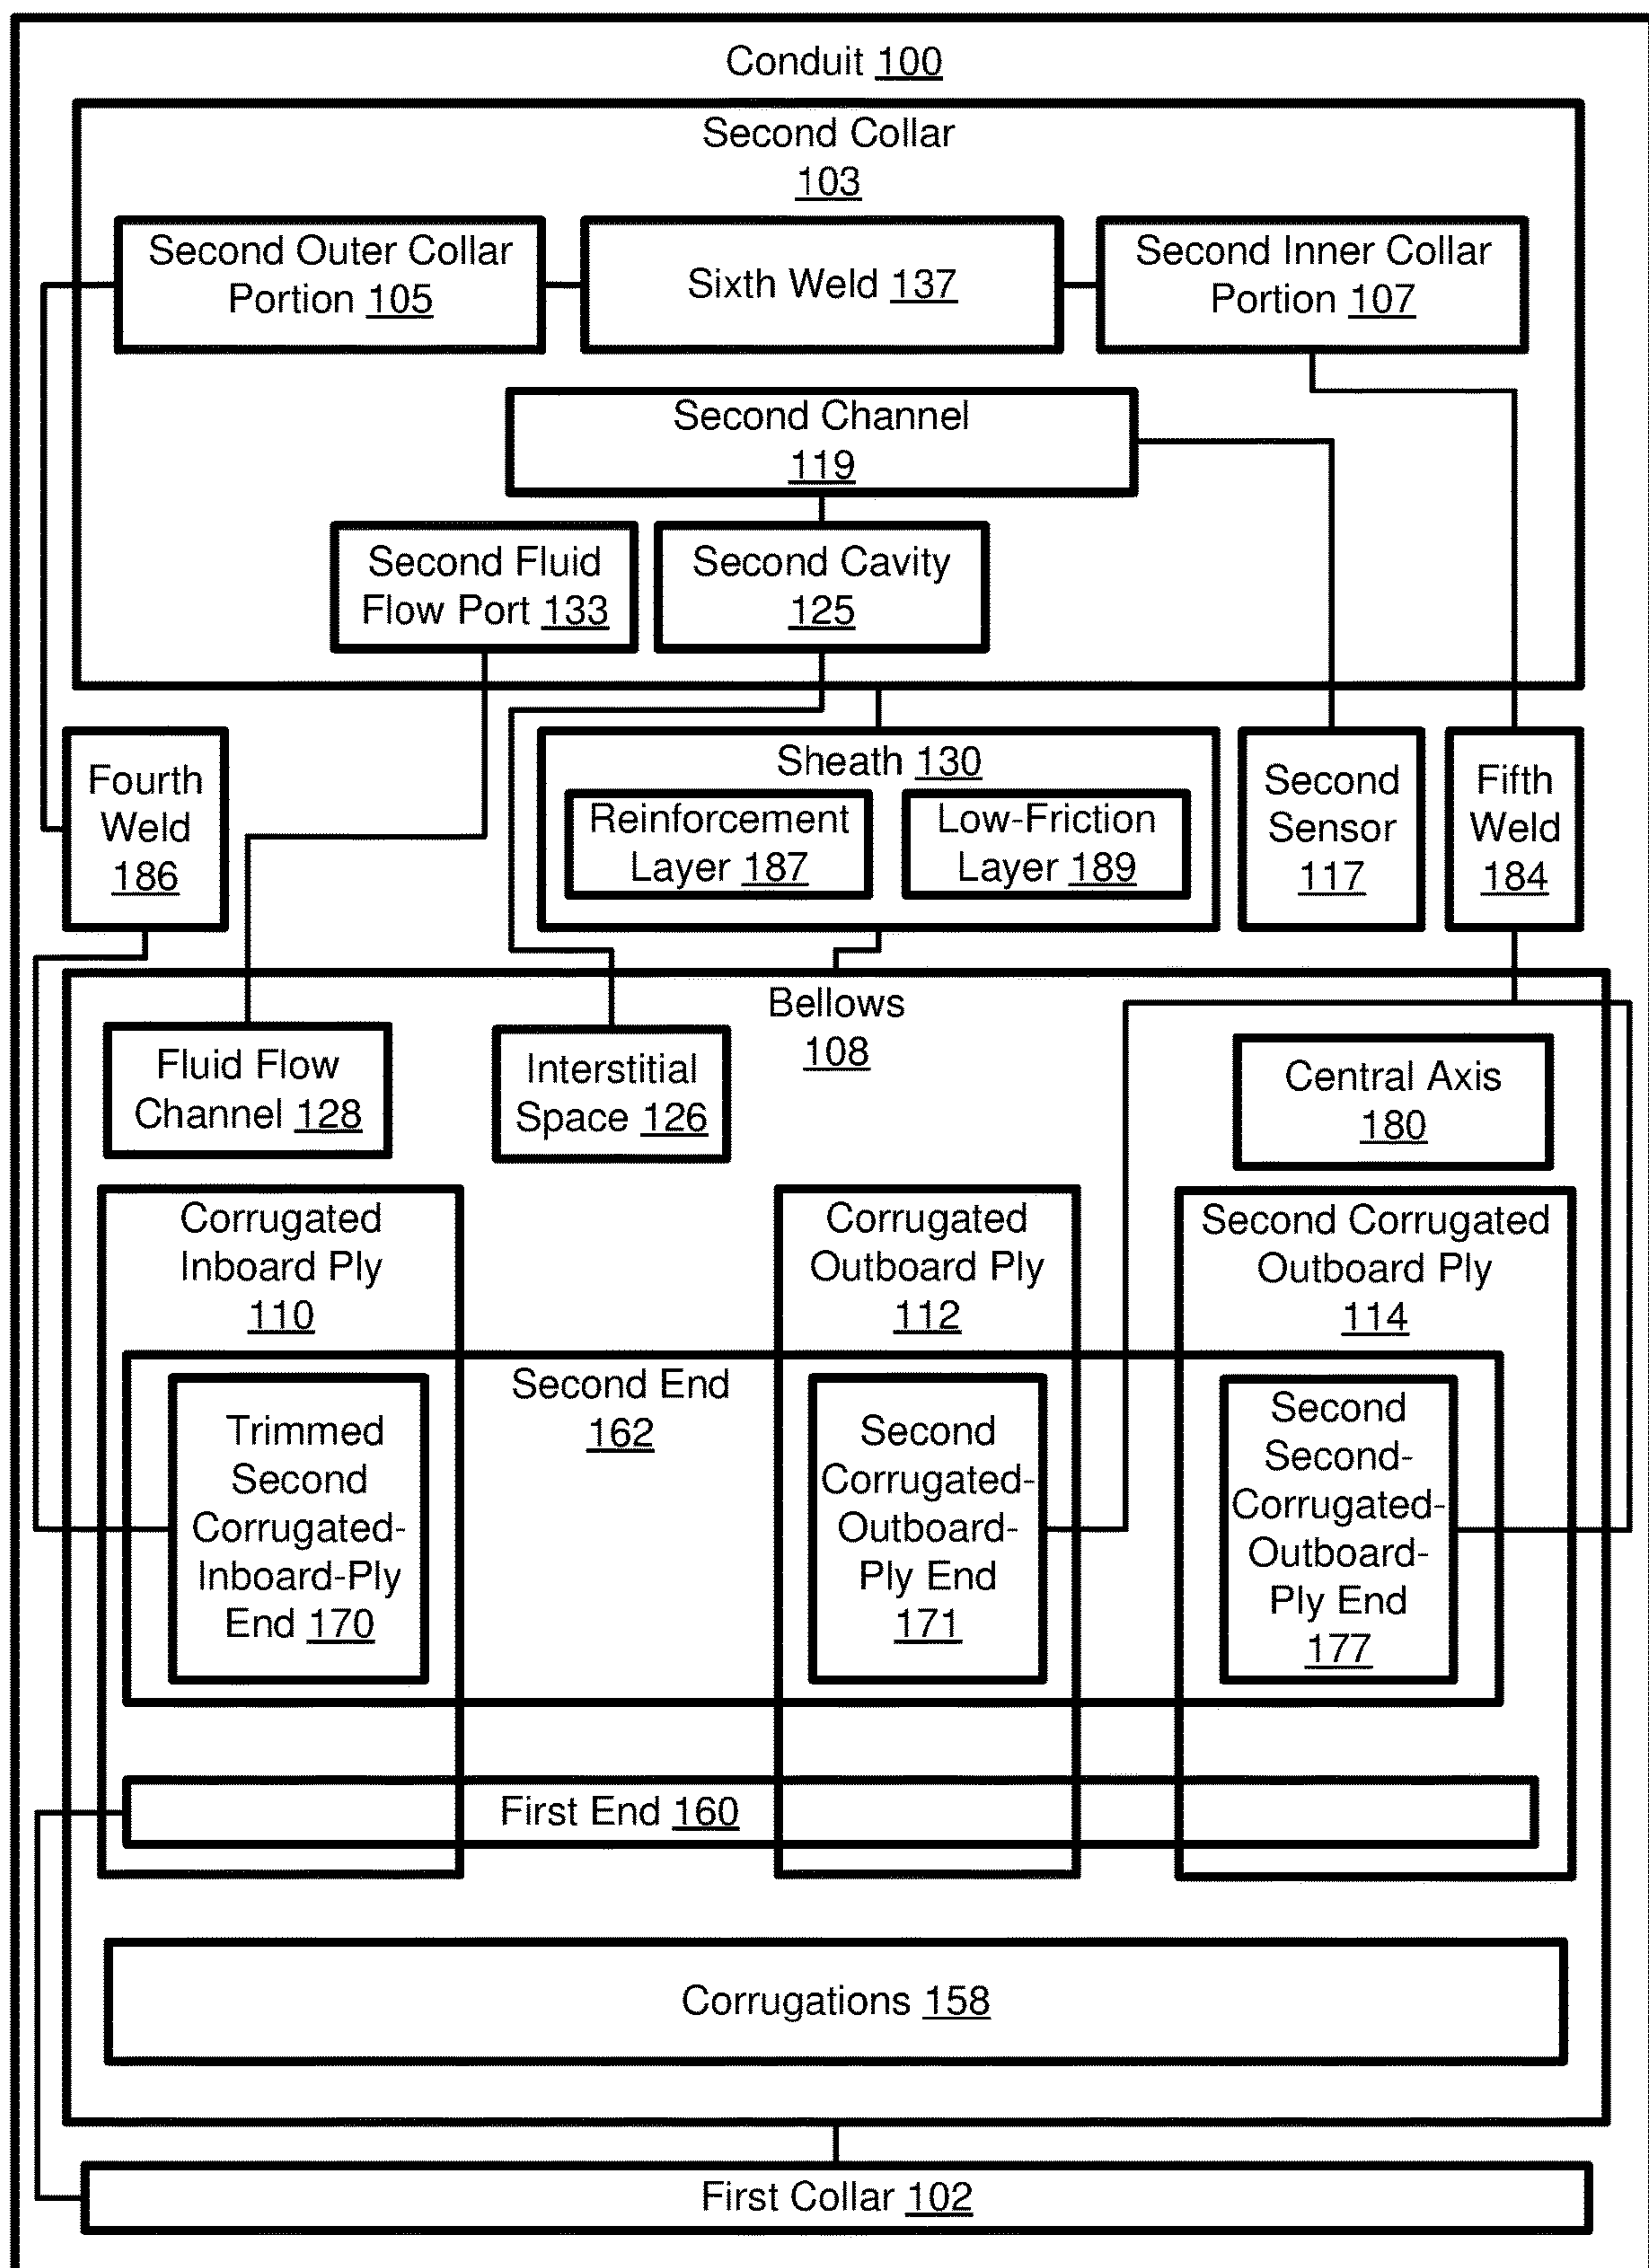 Conduit 100
Second Collar
103
Second Outer Collar
Portion 105
Sixth Weld 137
Second Inner Collar
Portion 107
Second Channel
119
Second Fluid
Flow Port 133
Second Cavity
125
Fourth
Weld
186
Sheath 130
Reinforcement
Layer 187
Low-Friction
Layer 189
Second
Sensor
117
Fifth
Weld
184
Bellows
108
Fluid Flow
Channel 128
Interstitial
Space 126
Central Axis
180
Corrugated
Inboard Ply
110
Corrugated
Outboard Ply
112
Second Corrugated
Outboard Ply
114
Second End
162
Trimmed
Second
Corrugated-
Inboard-Ply
End 170
Second
Corrugated-
Outboard-
Ply End
171
Second
Second-
Corrugated-
Outboard-
Ply End
177
First End 160
Corrugations 158
First Collar 102